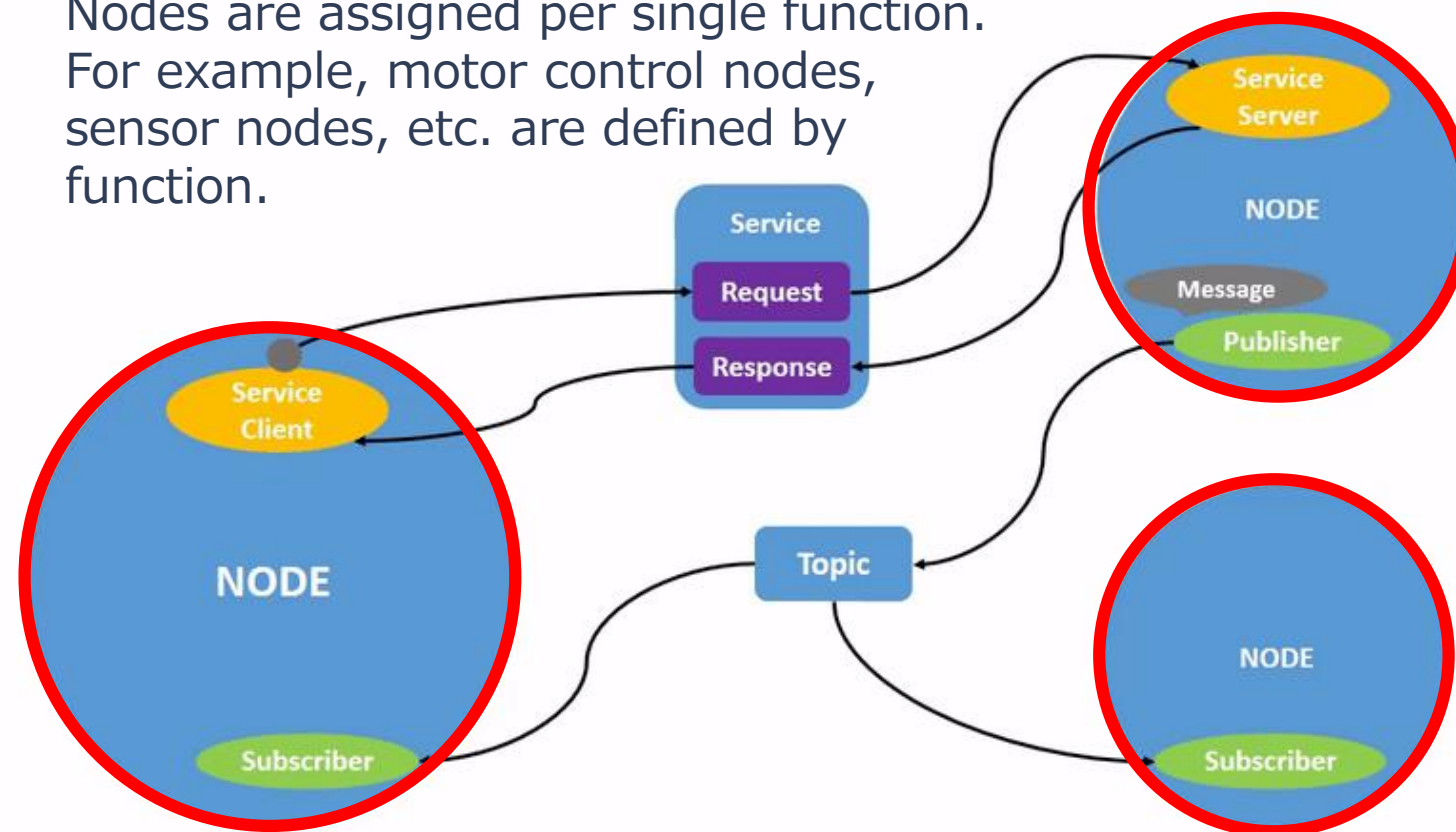 Nodes are assigned per single function.
For example, motor control nodes,
sensor nodes, etc. are defined by
function.
Service
Server
NODE
Message
Publisher
Service
Request
Response
Service
Client
NODE
Subscriber
Topic
NODE
Subscriber